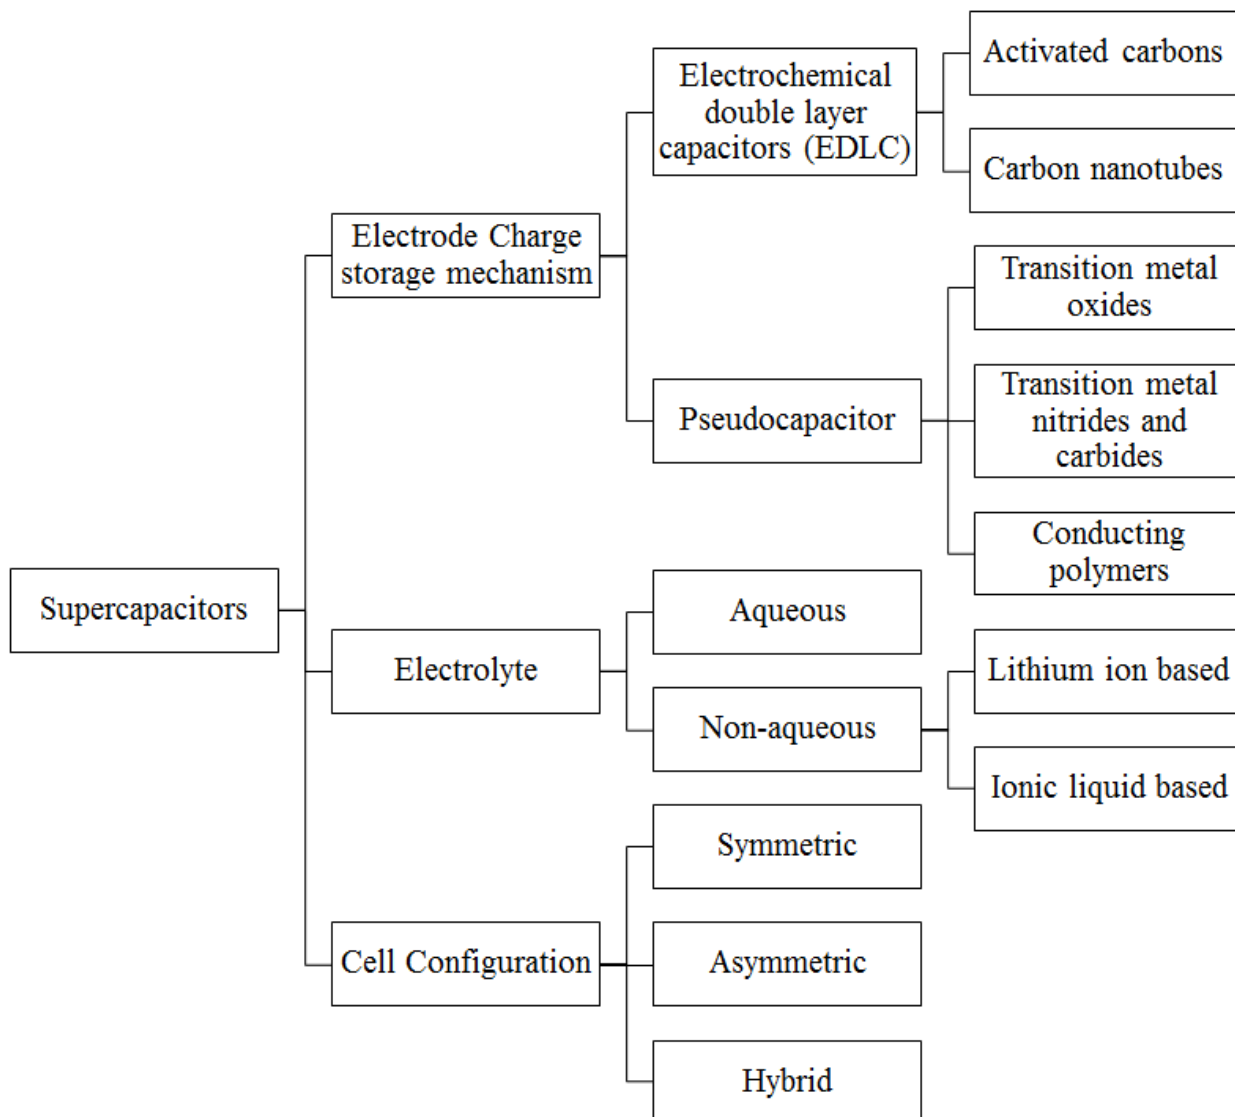 Supercapacitors
Electrode Charge
storage mechanism
Electrochemical
double layer
capacitors (EDLC)
Activated carbons
Carbon nanotubes
Pseudocapacitor
Transition metal
oxides
Transition metal
nitrides and
carbides
Conducting
polymers
Electrolyte
Aqueous
Non-aqueous
Lithium ion based
Ionic liquid based
Cell Configuration
Symmetric
Asymmetric
Hybrid